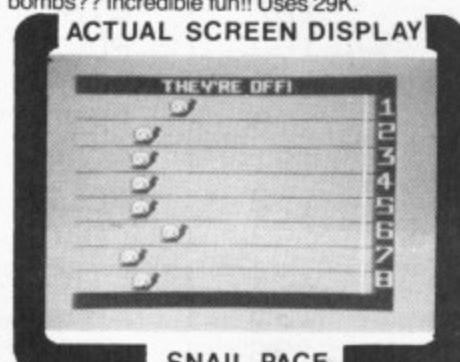 bombs?? Incredible fun!! Uses 29K.
ACTUAL SCREEN DISPLAY
THEY'RE OFF!
1
2
3
4
5
6
7
8
SNAIL PACE